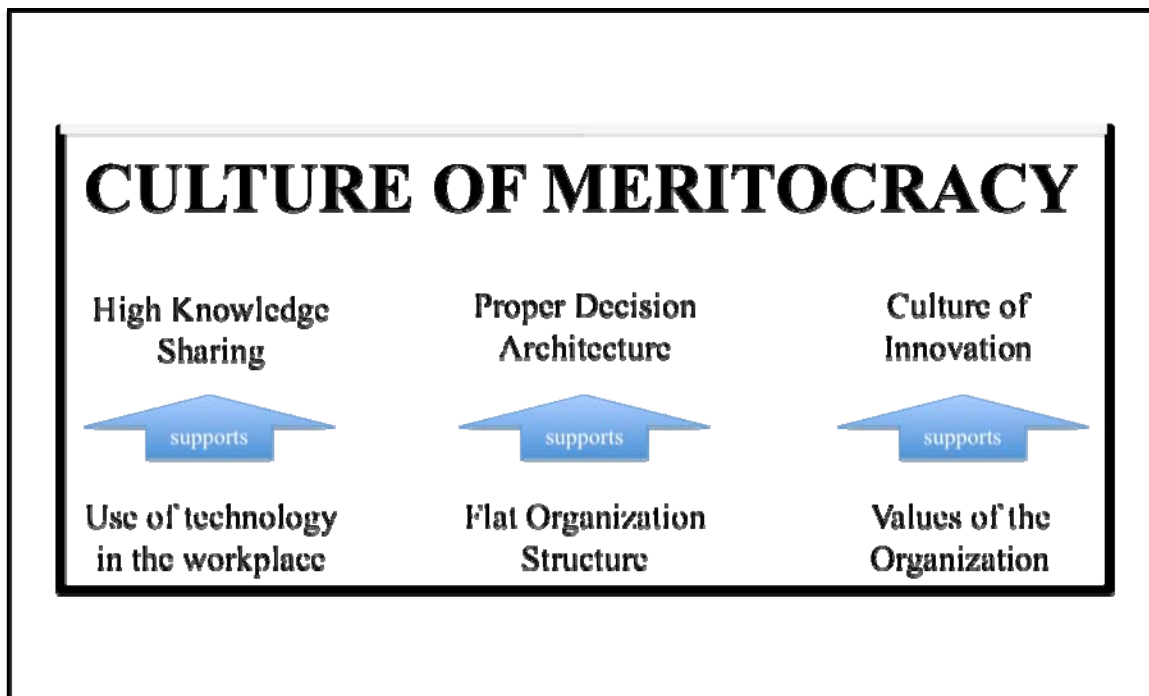 CULTURE OF MERITOCRACY
High Knowledge
Sharing
Proper Decision
Architecture
Culture of
Innovation
supports
supports
supports
Use of technology
in the workplace
Flat Organization
Structure
Values of the
Organization